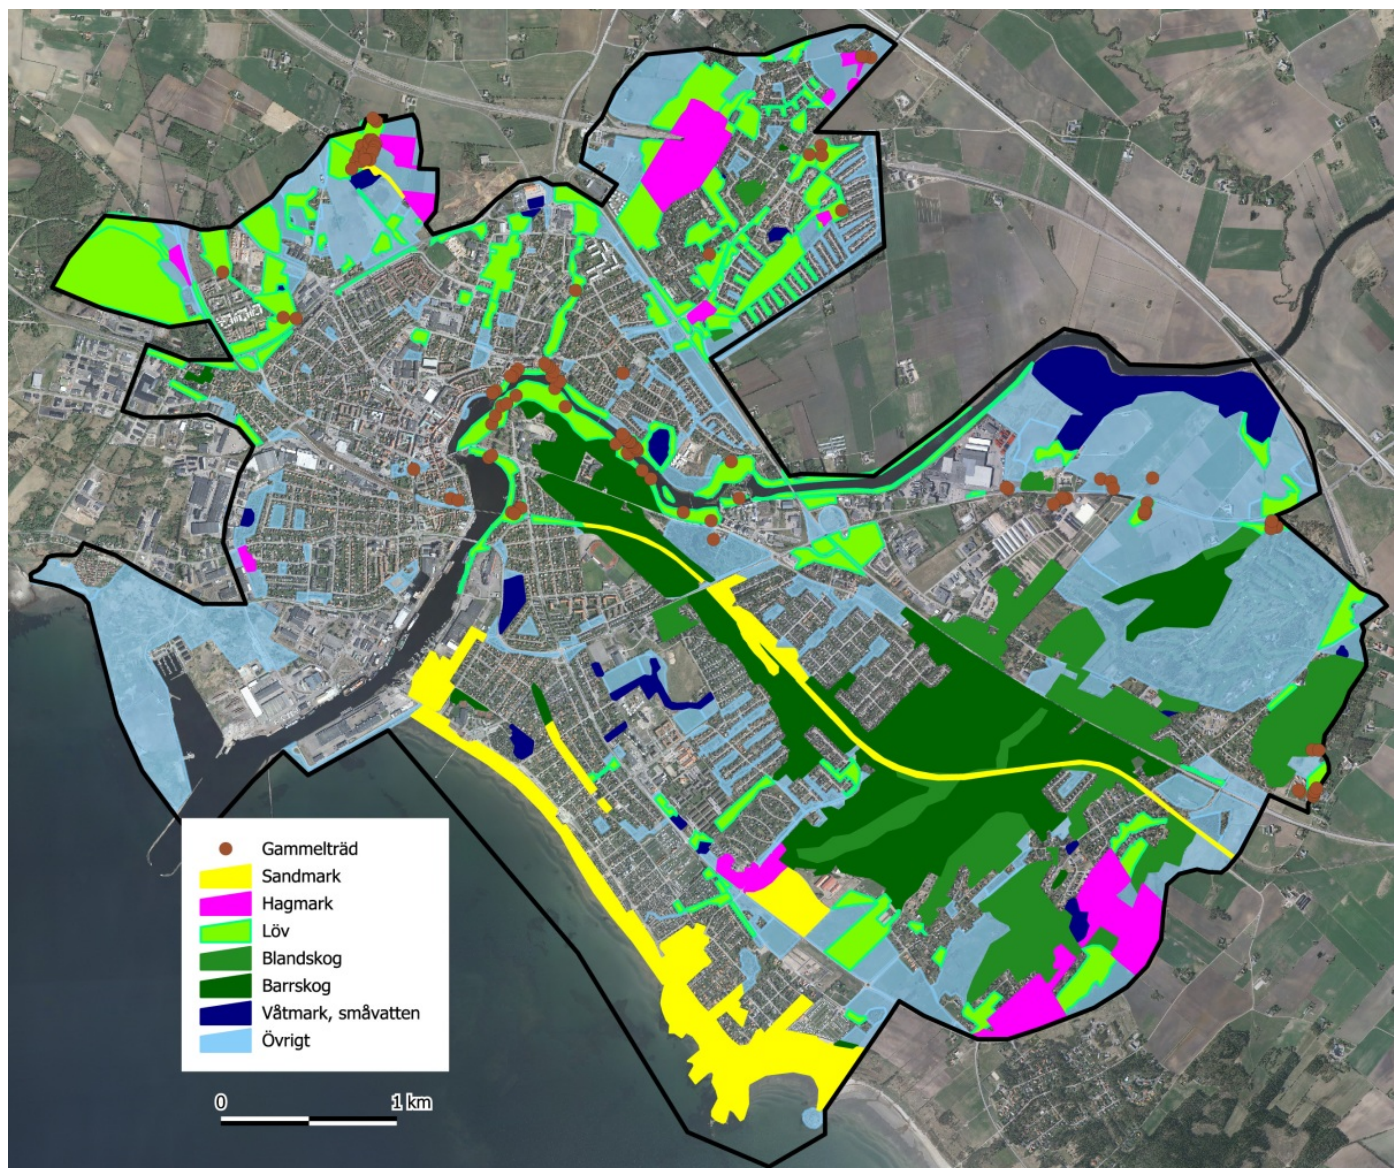 Gammelträd
Sandmark
Hagmark
Löv
Blandskog
Barrskog
Våtmark, småvatten
Övrigt
0 1 km